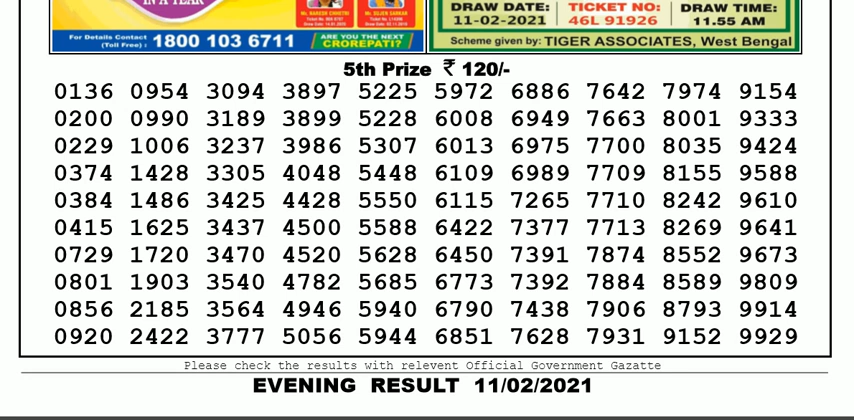 IN A YEAR
DRAW DATE: TICKET NO: DRAW TIME:
11-02-2021 46L 91926 11.55 AM
For Details Contact
(Toll Free) : 1800 103 6711
ARE YOU THE NEXT
CROREPATI?
Scheme given by: TIGER ASSOCIATES, West Bengal
5th Prize ₹ 120/-
0136 0954 3094 3897 5225 5972 6886 7642 7974 9154
0200 0990 3189 3899 5228 6008 6949 7663 8001 9333
0229 1006 3237 3986 5307 6013 6975 7700 8035 9424
0374 1428 3305 4048 5448 6109 6989 7709 8155 9588
0384 1486 3425 4428 5550 6115 7265 7710 8242 9610
0415 1625 3437 4500 5588 6422 7377 7713 8269 9641
0729 1720 3470 4520 5628 6450 7391 7874 8552 9673
0801 1903 3540 4782 5685 6773 7392 7884 8589 9809
0856 2185 3564 4946 5940 6790 7438 7906 8793 9914
0920 2422 3777 5056 5944 6851 7628 7931 9152 9929
Please check the results with relevent Official Government Gazatte
EVENING RESULT 11/02/2021